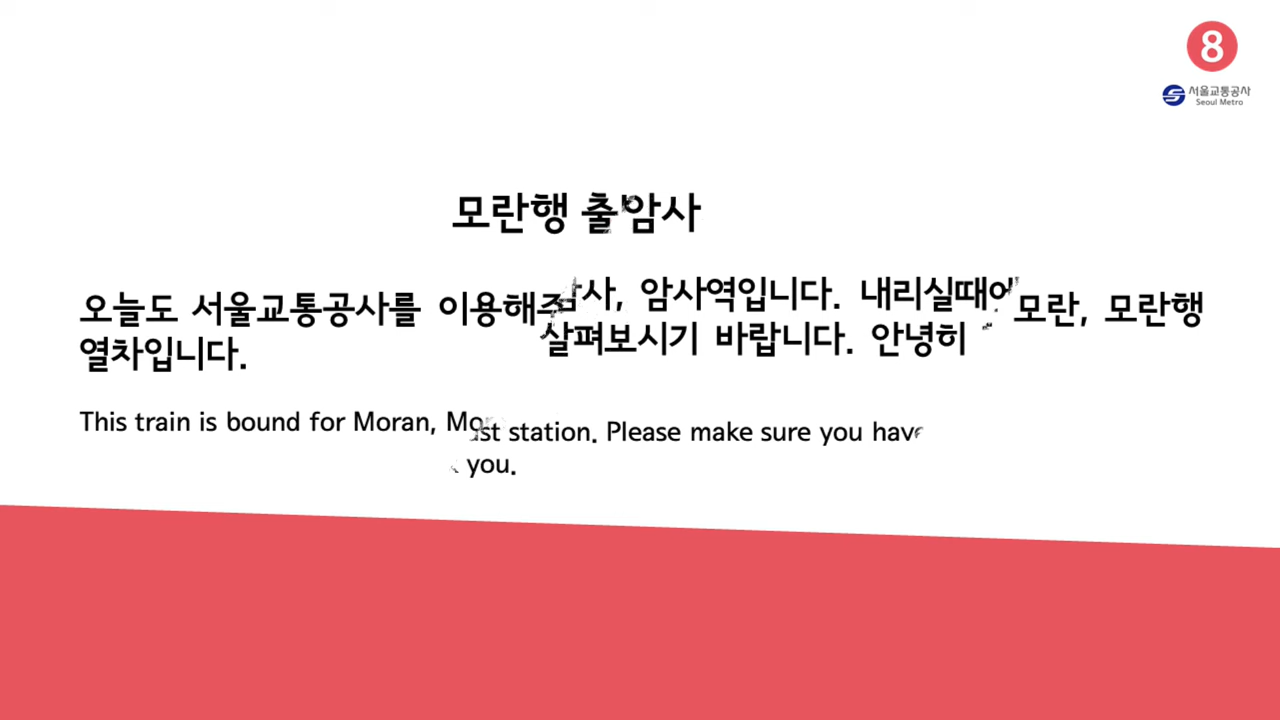 8
서울교통공사
Seoul Metro
모란행 출암사
오늘도 서울교통공사를 이용해주 사, 암사역입니다. 내리실때에 모란, 모란행
열차입니다. 살펴보시기 바랍니다. 안녕히
This train is bound for Moran, station. Please make sure you have
you.